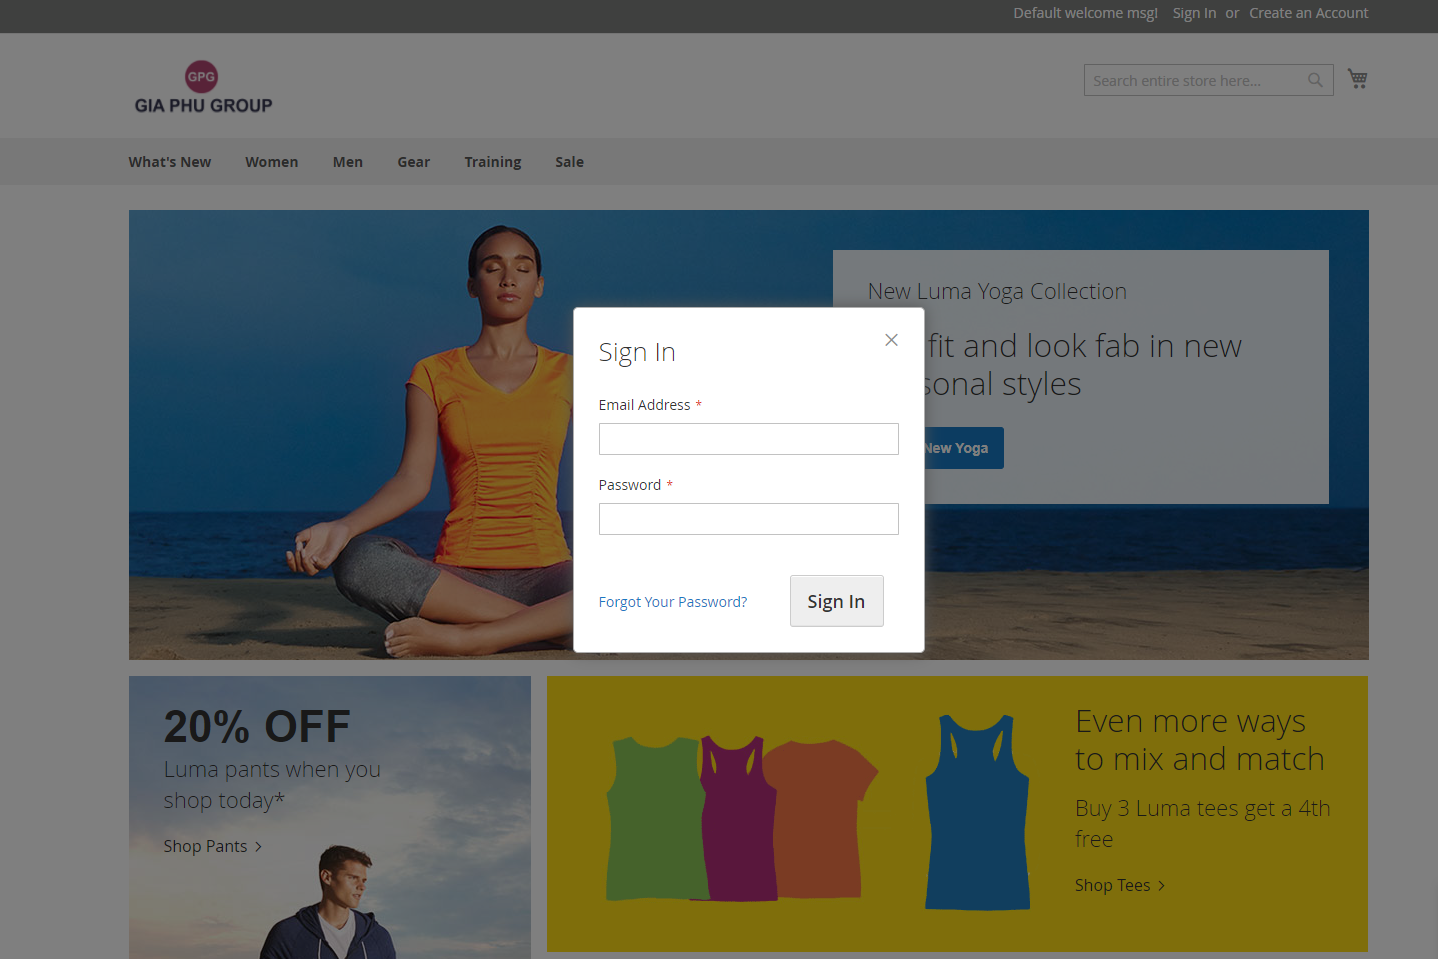 Default welcome msg! Sign In or Create an Account
GPG
GIA PHU GROUP
Search entire store here...
What's New Women Men Gear Training Sale
New Luma Yoga Collection
fit and look fab in new
sonal styles
New Yoga
Sign In
Email Address *
Password *
Forgot Your Password?
Sign In
20% OFF
Luma pants when you
shop today*
Shop Pants >
Even more ways
to mix and match
Buy 3 Luma tees get a 4th
free
Shop Tees >